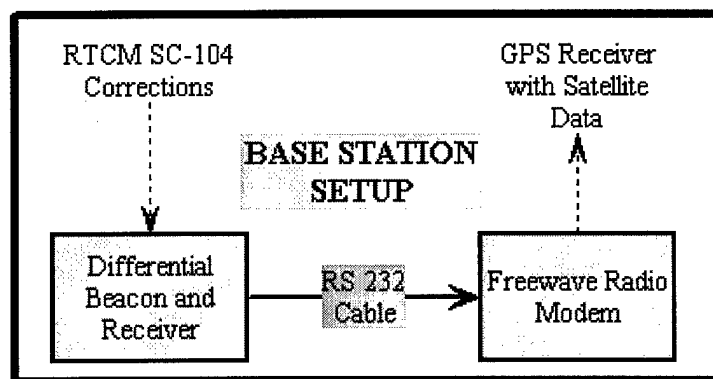 RTCM SC-104
Corrections
GPS Receiver
with Satellite
Data
BASE STATION
SETUP
Differential
Beacon and
Receiver
RS 232
Cable
Freewave Radio
Modem